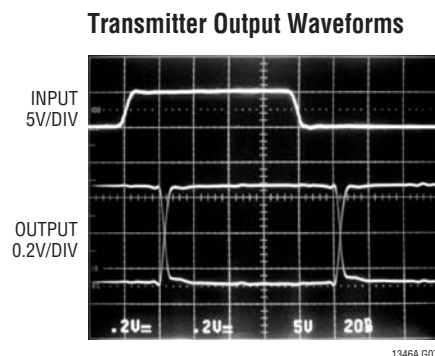 Transmitter Output Waveforms
INPUT
5V/DIV
OUTPUT
0.2V/DIV
.2V= .2V= 5V
1346A G07